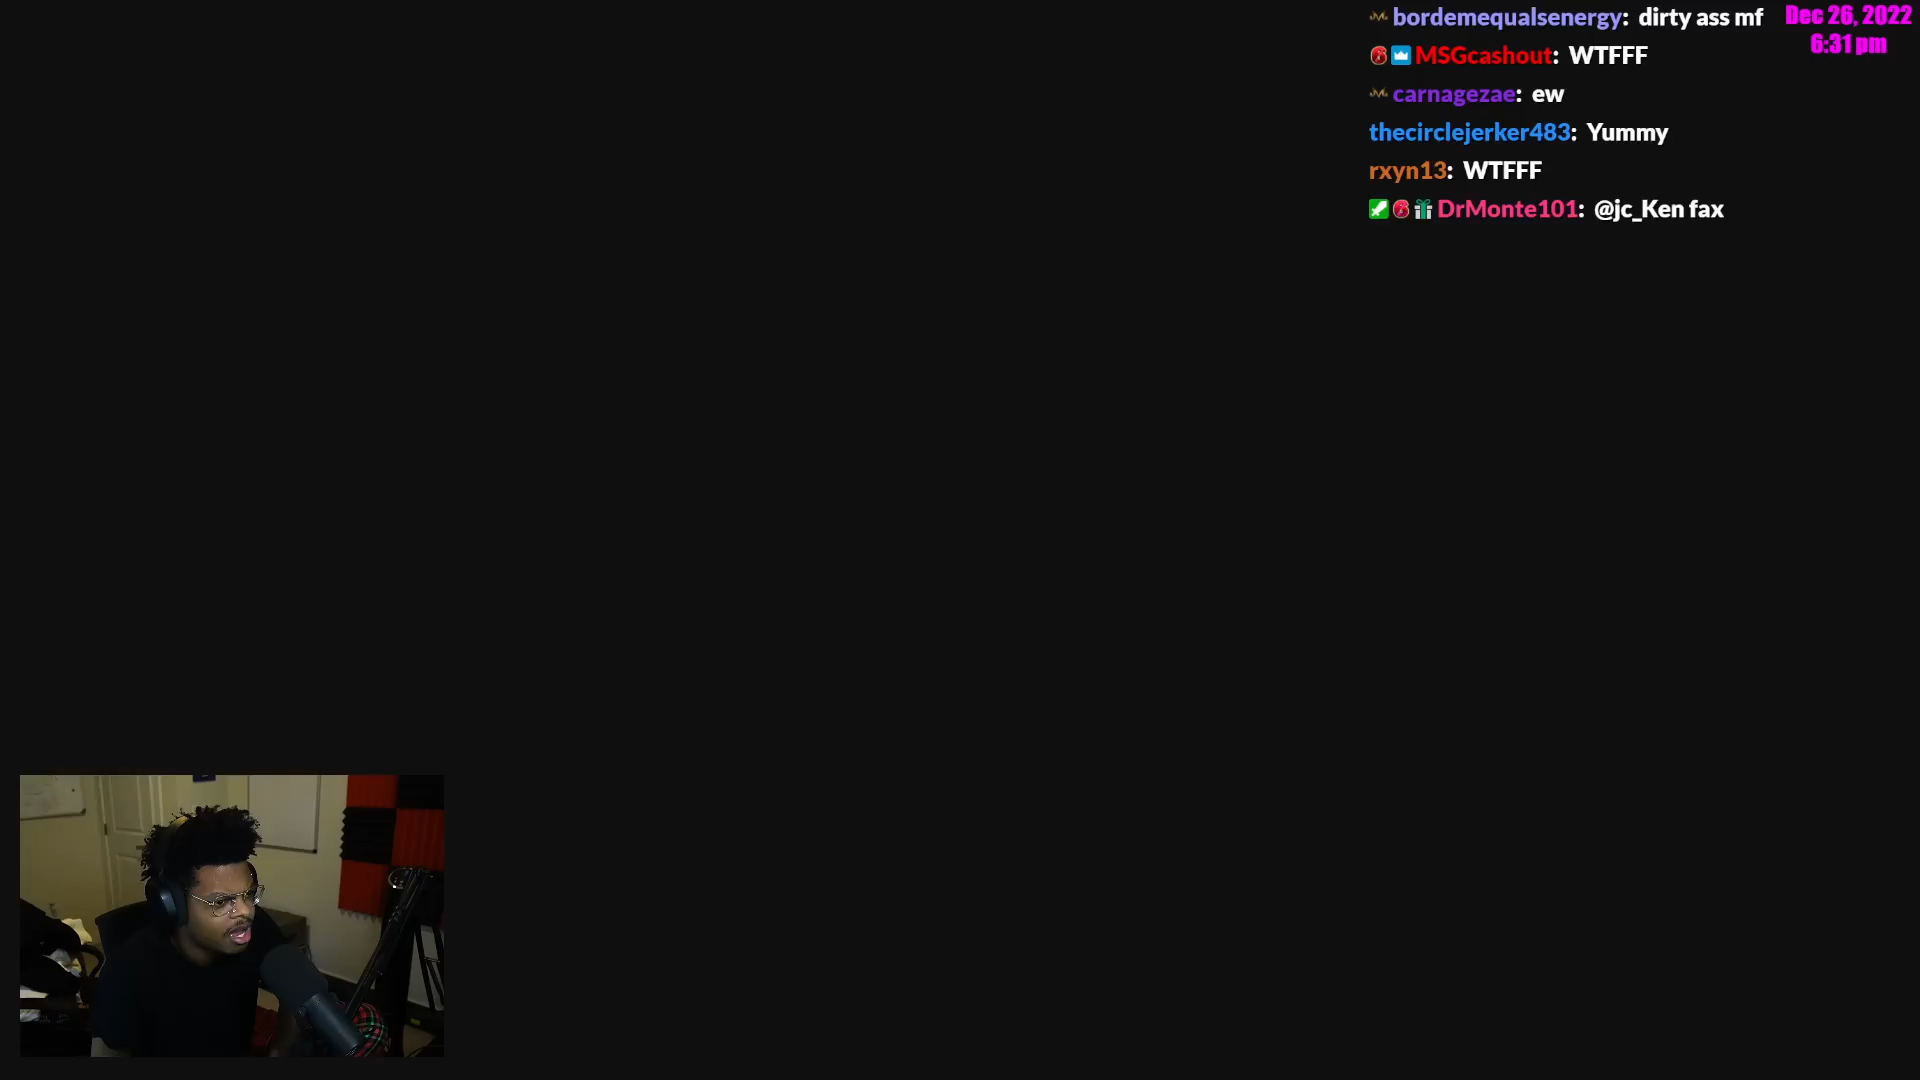 bordemequalsenergy: dirty ass mf
Dec 26, 2022
6:31 pm
MSGcashout: WTFFF
carnagezae: ew
thecirclejerker483: Yummy
rxyn13: WTFFF
DrMonte101: @jc_Ken fax